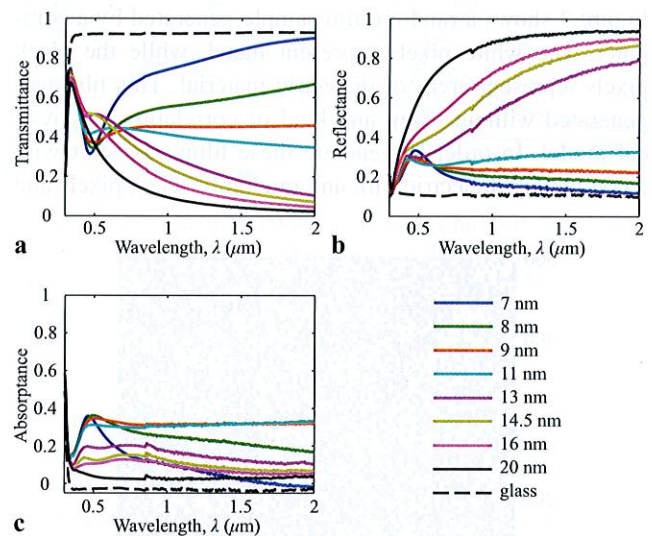 1
1
0.8
0.8
0.6
0.6
0.4
0.4
0.2
0.2
0
0
Transmittance
Reflectance
0.5
1
1.5
2
0.5
1
1.5
2
a
Wavelength, λ (μm)
b
Wavelength, λ (μm)
1
0.8
0.6
0.4
0.2
0
Absorptance
0.5
1
1.5
2
c
Wavelength, λ (μm)
7 nm
8 nm
9 nm
11 nm
13 nm
14.5 nm
16 nm
20 nm
glass